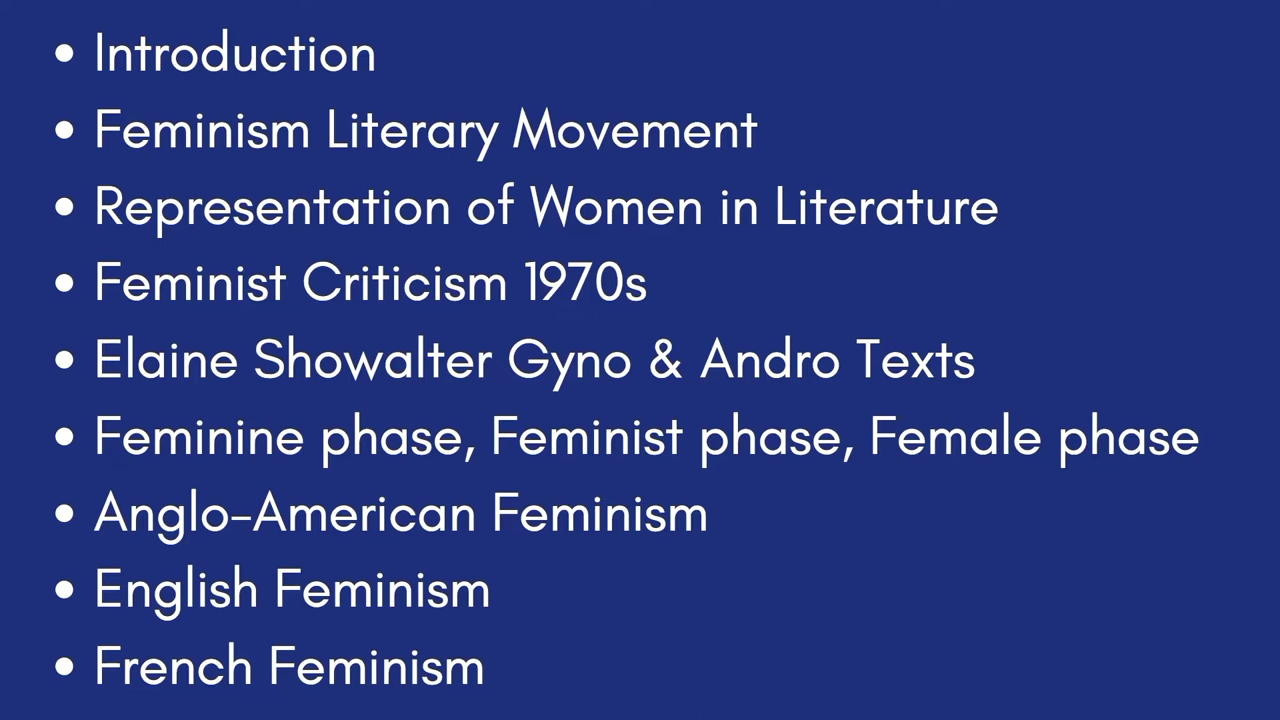 • Introduction
• Feminism Literary Movement
• Representation of Women in Literature
• Feminist Criticism 1970s
• Elaine Showalter Gyno & Andro Texts
• Feminine phase, Feminist phase, Female phase
• Anglo-American Feminism
• English Feminism
• French Feminism